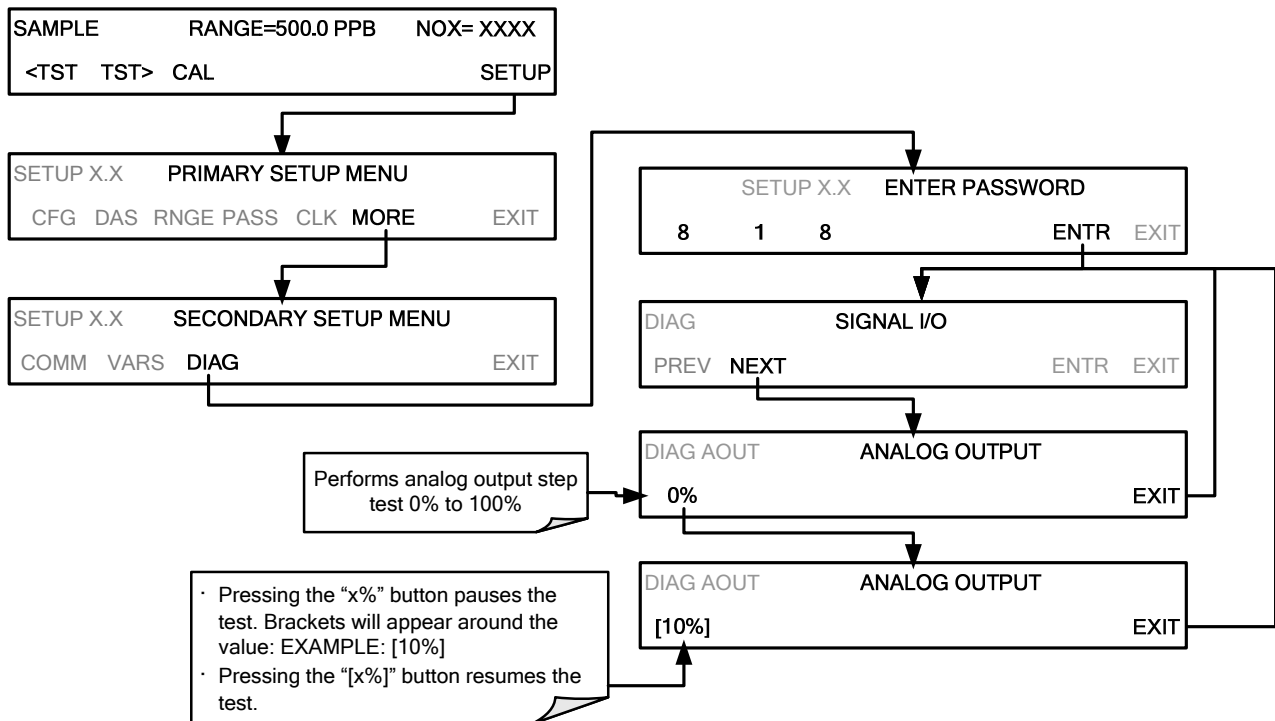 SAMPLE RANGE=500.0 PPB NOX= XXXX
<TST TST> CAL SETUP
SETUP X.X PRIMARY SETUP MENU
CFG DAS RNGE PASS CLK MORE EXIT
SETUP X.X SECONDARY SETUP MENU
COMM VARS DIAG EXIT
SETUP X.X ENTER PASSWORD
8 1 8 ENTR EXIT
DIAG SIGNAL I/O
PREV NEXT ENTR EXIT
DIAG AOUT ANALOG OUTPUT
0% EXIT
Performs analog output step
test 0% to 100%
DIAG AOUT ANALOG OUTPUT
[10%] EXIT
· Pressing the “x%” button pauses the
test. Brackets will appear around the
value: EXAMPLE: [10%]
· Pressing the “[x%]” button resumes the
test.